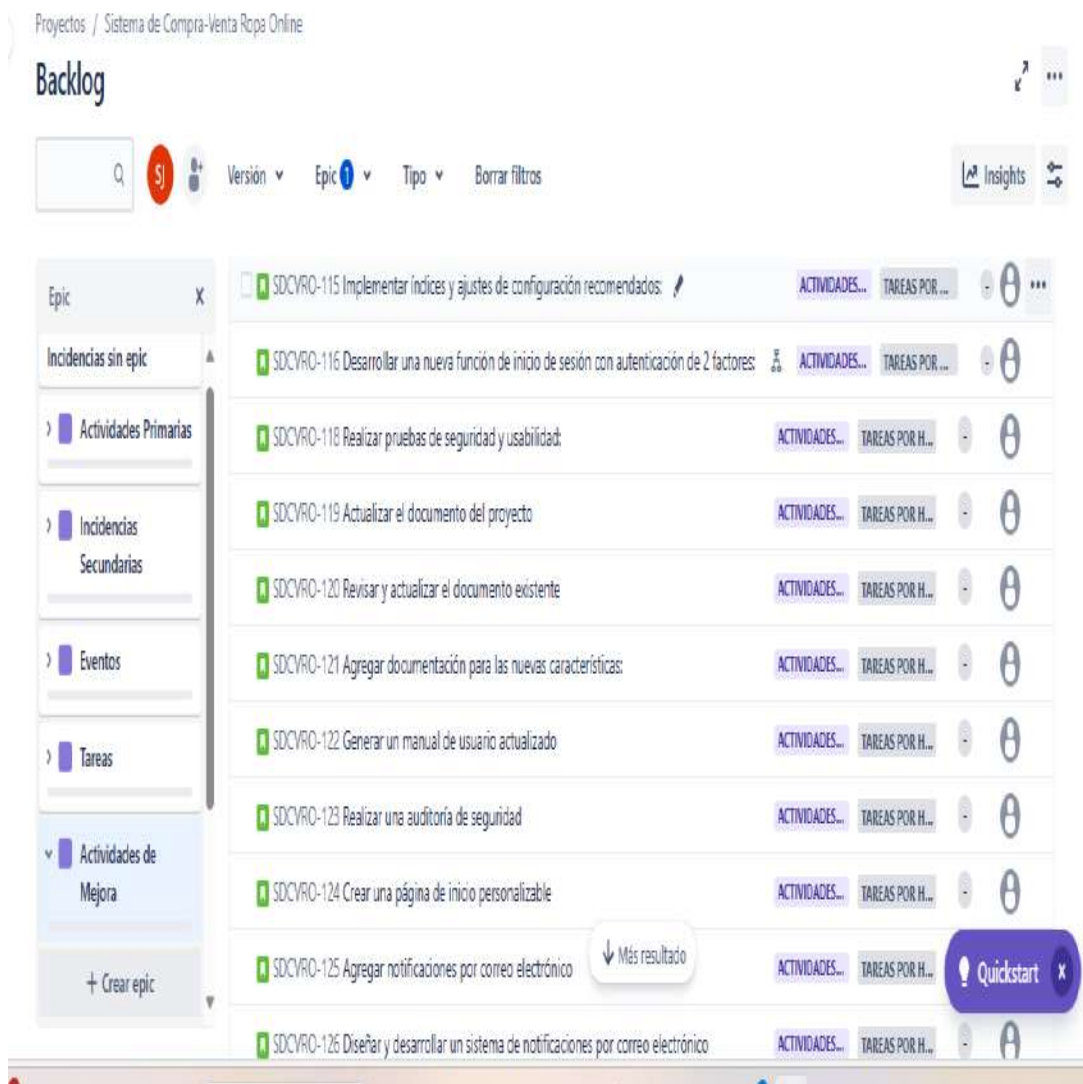 Proyectos / Sistema de Compra-Venta Ropa Online
Backlog
SJ Versión Epic 1 Tipo Borrar filtros Insights
Epic X
Incidencias sin epic
Actividades Primarias
Incidencias
Secundarias
Eventos
Tareas
Actividades de
Mejora
+ Crear epic
SDCVRO-115 Implementar índices y ajustes de configuración recomendados: ACTIVIDADES... TAREAS POR ... -
SDCVRO-116 Desarrollar una nueva función de inicio de sesión con autenticación de 2 factores: ACTIVIDADES... TAREAS POR ... -
SDCVRO-118 Realizar pruebas de seguridad y usabilidad: ACTIVIDADES... TAREAS POR H... -
SDCVRO-119 Actualizar el documento del proyecto ACTIVIDADES... TAREAS POR H... -
SDCVRO-120 Revisar y actualizar el documento existente ACTIVIDADES... TAREAS POR H... -
SDCVRO-121 Agregar documentación para las nuevas características: ACTIVIDADES... TAREAS POR H... -
SDCVRO-122 Generar un manual de usuario actualizado ACTIVIDADES... TAREAS POR H... -
SDCVRO-123 Realizar una auditoría de seguridad ACTIVIDADES... TAREAS POR H... -
SDCVRO-124 Crear una página de inicio personalizable ACTIVIDADES... TAREAS POR H... -
SDCVRO-125 Agregar notificaciones por correo electrónico ACTIVIDADES... TAREAS POR H...
Más resultado
Quickstart x
SDCVRO-126 Diseñar y desarrollar un sistema de notificaciones por correo electrónico ACTIVIDADES... TAREAS POR H... -